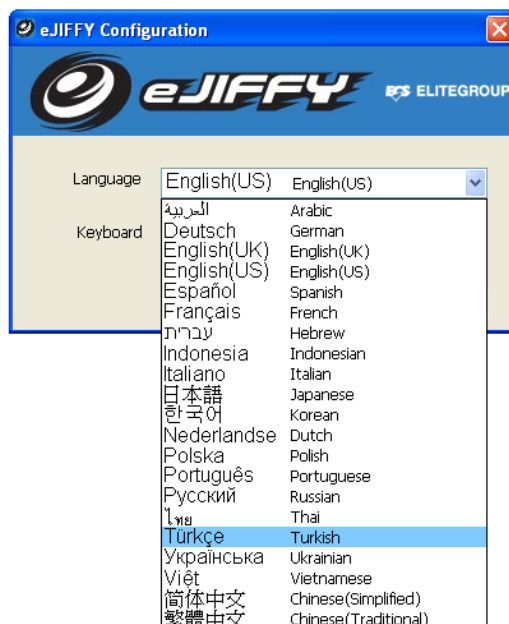 eJIFFY Configuration
eJIFFY ECS ELITEGROUP
Language English(US) English(US)
Keyboard
العربية Arabic
Deutsch German
English(UK) English(UK)
English(US) English(US)
Español Spanish
Français French
עברית Hebrew
Indonesia Indonesian
Italiano Italian
日本語 Japanese
한국어 Korean
Nederlandse Dutch
Polska Polish
Português Portuguese
Русский Russian
ไทย Thai
Türkçe Turkish
Українська Ukrainian
Việt Vietnamese
简体中文 Chinese(Simplified)
繁體中文 Chinese(Traditional)